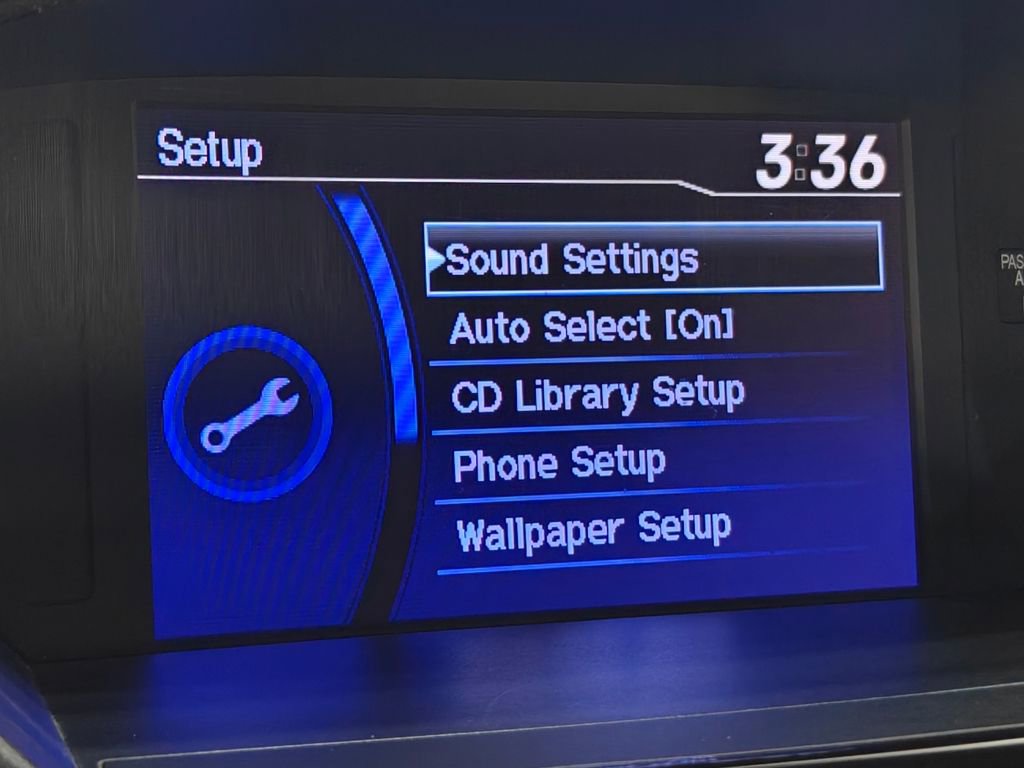 Setup
3:36
Sound Settings
Auto Select [On]
CD Library Setup
Phone Setup
Wallpaper Setup